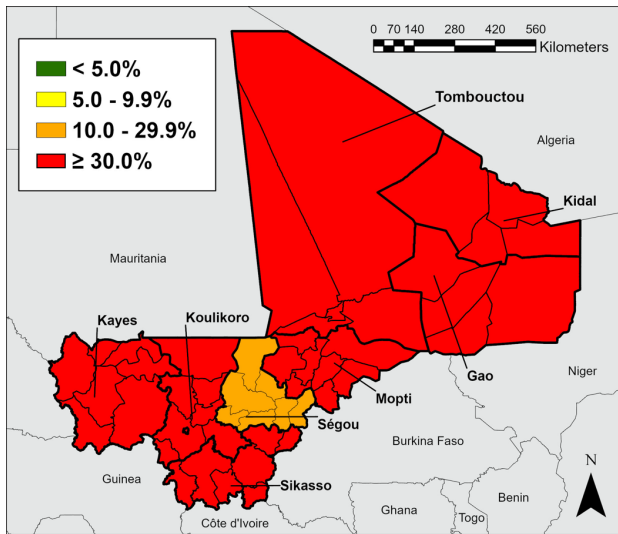 < 5.0%
5.0 - 9.9%
10.0 - 29.9%
≥ 30.0%
0 70 140 280 420 560
Kilometers
Tombouctou
Algeria
Kidal
Mauritania
Kayes
Koulikoro
Gao
Niger
Mopti
Ségou
Burkina Faso
Guinea
Sikasso
N
Benin
Ghana
Togo
Côte d'Ivoire